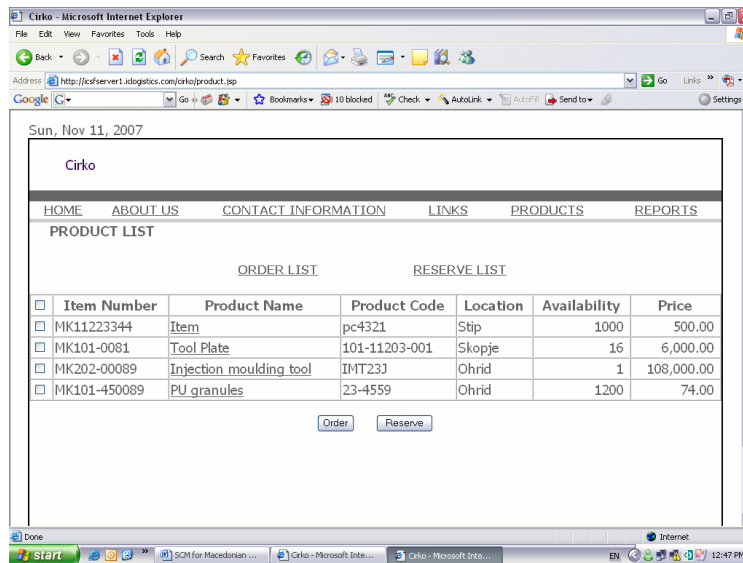 Cirko - Microsoft Internet Explorer
File Edit View Favorites Tools Help
Back Search Favorites
Address http://icsfserver1.iclogistics.com/cirko/product.jsp Go Links »
Google G Go Bookmarks 10 blocked Check AutoLink AutoFill Send to Settings
Sun, Nov 11, 2007
Cirko
HOME ABOUT US CONTACT INFORMATION LINKS PRODUCTS REPORTS
PRODUCT LIST
ORDER LIST RESERVE LIST
Item Number Product Name Product Code Location Availability Price
MK11223344 Item pc4321 Stip 1000 500.00
MK101-0081 Tool Plate 101-11203-001 Skopje 16 6,000.00
MK202-00089 Injection moulding tool IMT23J Ohrid 1 108,000.00
MK101-450089 PU granules 23-4559 Ohrid 1200 74.00
Order Reserve
Done Internet
start » SCM for Macedonian ... Cirko - Microsoft Inte... Cirko - Microsoft Inte... EN 12:47 PM